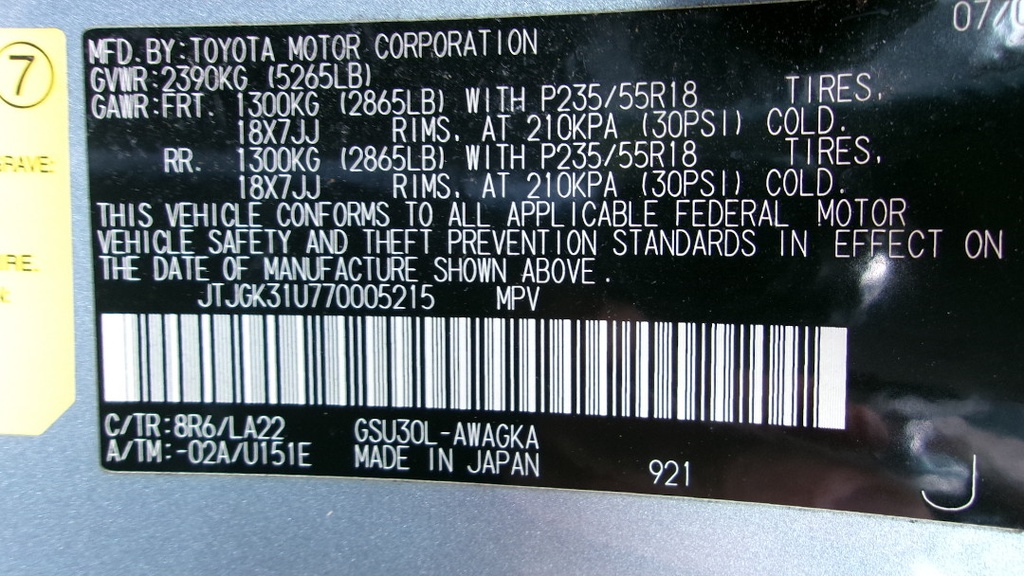 07/0
7
MFD. BY: TOYOTA MOTOR CORPORATION
GVWR: 2390KG (5265LB)
GAWR: FRT. 1300KG (2865LB) WITH P235/55R18 TIRES,
18X7JJ RIMS, AT 210KPA (30PSI) COLD.
RR. 1300KG (2865LB) WITH P235/55R18 TIRES,
18X7JJ RIMS, AT 210KPA (30PSI) COLD.
THIS VEHICLE CONFORMS TO ALL APPLICABLE FEDERAL MOTOR
VEHICLE SAFETY AND THEFT PREVENTION STANDARDS IN EFFECT ON
THE DATE OF MANUFACTURE SHOWN ABOVE.
JTJGK31U770005215 MPV
C/TR: 8R6/LA22 GSU30L-AWAGKA
A/TM: -02A/U151E MADE IN JAPAN
921
J